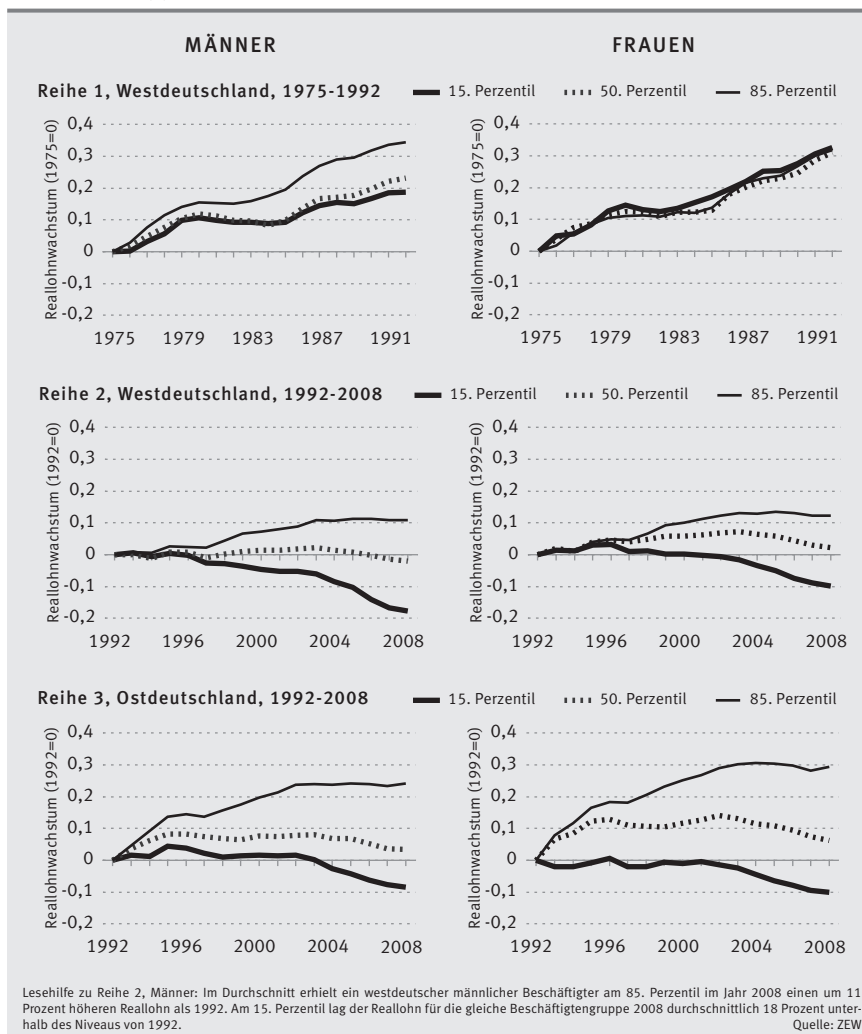 MÄNNER
FRAUEN
Reihe 1, Westdeutschland, 1975-1992
15. Perzentil
50. Perzentil
85. Perzentil
Reallohnwachstum (1975=0)
0,4
0,3
0,2
0,1
0
-0,1
-0,2
1975 1979 1983 1987 1991
Reallohnwachstum (1975=0)
0,4
0,3
0,2
0,1
0
-0,1
-0,2
1975 1979 1983 1987 1991
Reihe 2, Westdeutschland, 1992-2008
15. Perzentil
50. Perzentil
85. Perzentil
Reallohnwachstum (1992=0)
0,4
0,3
0,2
0,1
0
-0,1
-0,2
1992 1996 2000 2004 2008
Reallohnwachstum (1992=0)
0,4
0,3
0,2
0,1
0
-0,1
-0,2
1992 1996 2000 2004 2008
Reihe 3, Ostdeutschland, 1992-2008
15. Perzentil
50. Perzentil
85. Perzentil
Reallohnwachstum (1992=0)
0,4
0,3
0,2
0,1
0
-0,1
-0,2
1992 1996 2000 2004 2008
Reallohnwachstum (1992=0)
0,4
0,3
0,2
0,1
0
-0,1
-0,2
1992 1996 2000 2004 2008
Lesehilfe zu Reihe 2, Männer: Im Durchschnitt erhielt ein westdeutscher männlicher Beschäftigter am 85. Perzentil im Jahr 2008 einen um 11
Prozent höheren Reallohn als 1992. Am 15. Perzentil lag der Reallohn für die gleiche Beschäftigtengruppe 2008 durchschnittlich 18 Prozent unter-
halb des Niveaus von 1992.
Quelle: ZEW